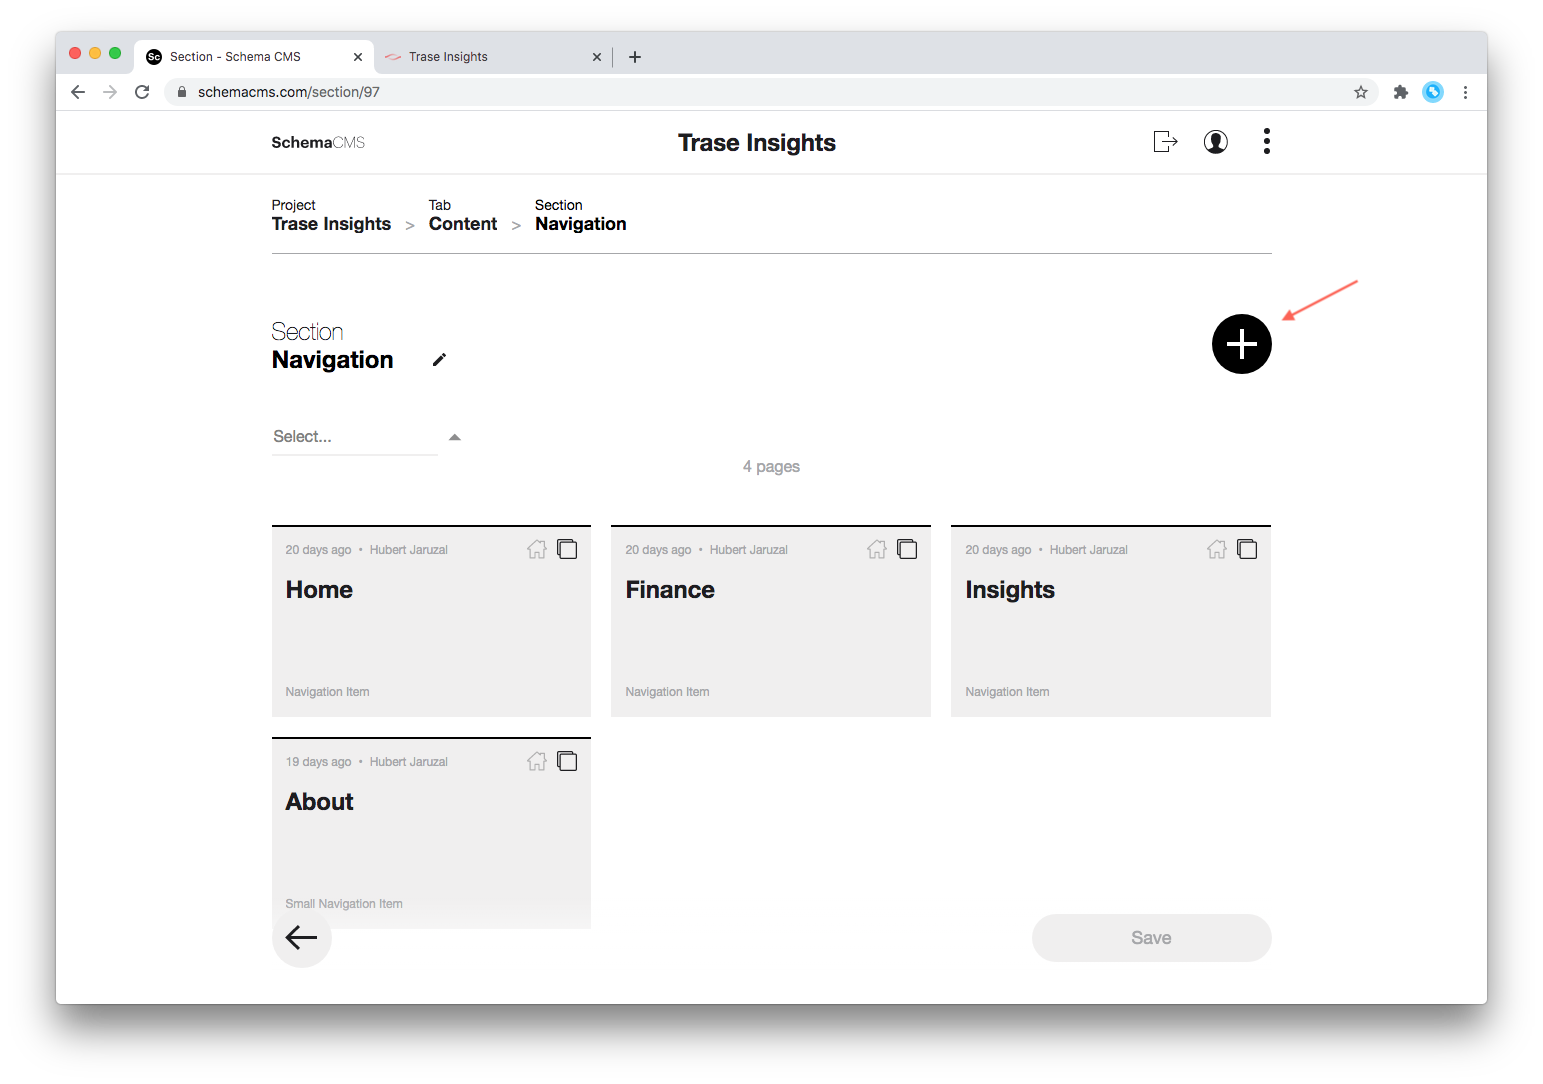 Sc Section - Schema CMS
Trase Insights
schemacms.com/section/97
SchemaCMS
Trase Insights
Project
Tab
Section
Trase Insights > Content > Navigation
Section
Navigation
Select...
4 pages
20 days ago • Hubert Jaruzal
Home
Navigation Item
20 days ago • Hubert Jaruzal
Finance
Navigation Item
20 days ago • Hubert Jaruzal
Insights
Navigation Item
19 days ago • Hubert Jaruzal
About
Small Navigation Item
Save